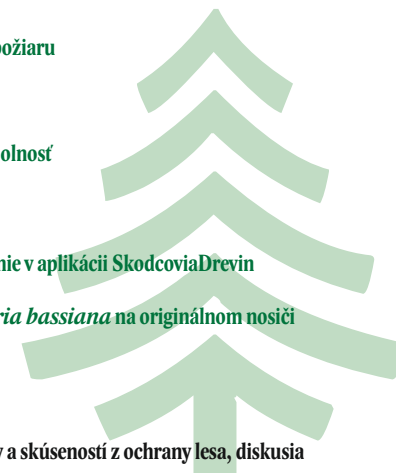 požiaru
olnosť
nie v aplikácii SkodcoviaDrevin
ria bassiana na originálnom nosiči
y a skúseností z ochrany lesa, diskusia